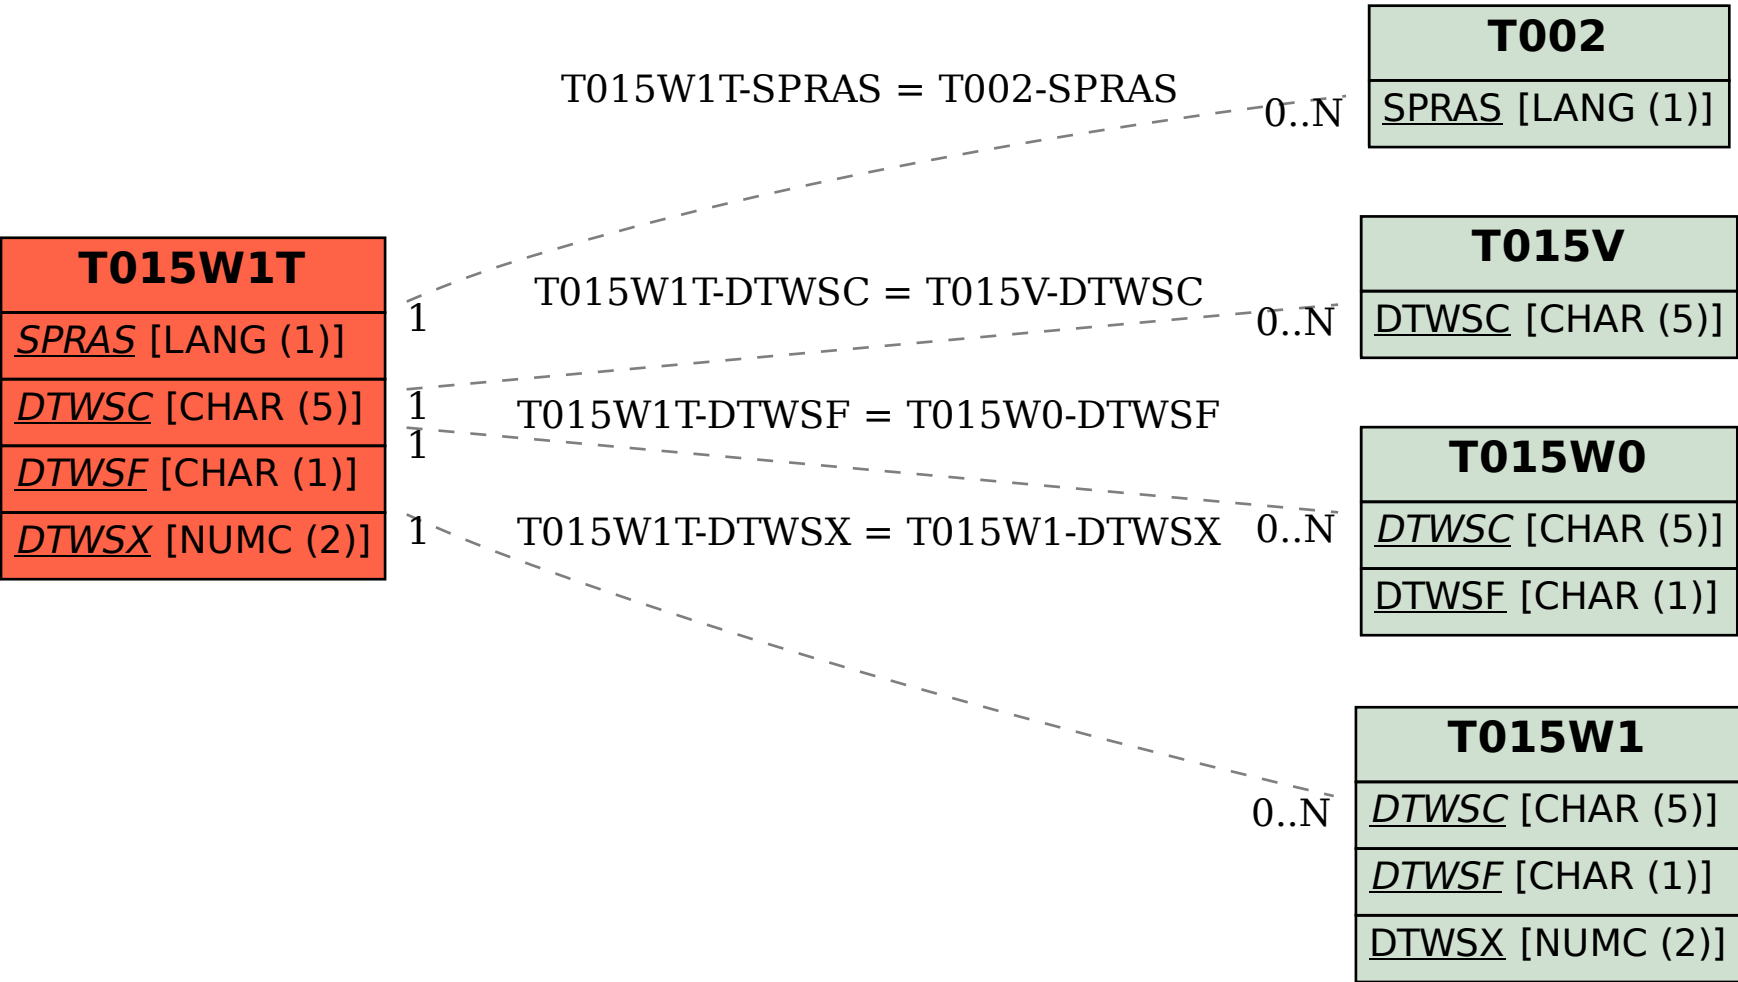 T015W1T
SPRAS [LANG (1)]
DTWSC [CHAR (5)]
DTWSF [CHAR (1)]
DTWSX [NUMC (2)]
T015W1T-SPRAS = T002-SPRAS
1
0..N
T015W1T-DTWSC = T015V-DTWSC
1
0..N
T015W1T-DTWSF = T015W0-DTWSF
1
0..N
T015W1T-DTWSX = T015W1-DTWSX
1
0..N
T002
SPRAS [LANG (1)]
T015V
DTWSC [CHAR (5)]
T015W0
DTWSC [CHAR (5)]
DTWSF [CHAR (1)]
T015W1
DTWSC [CHAR (5)]
DTWSF [CHAR (1)]
DTWSX [NUMC (2)]